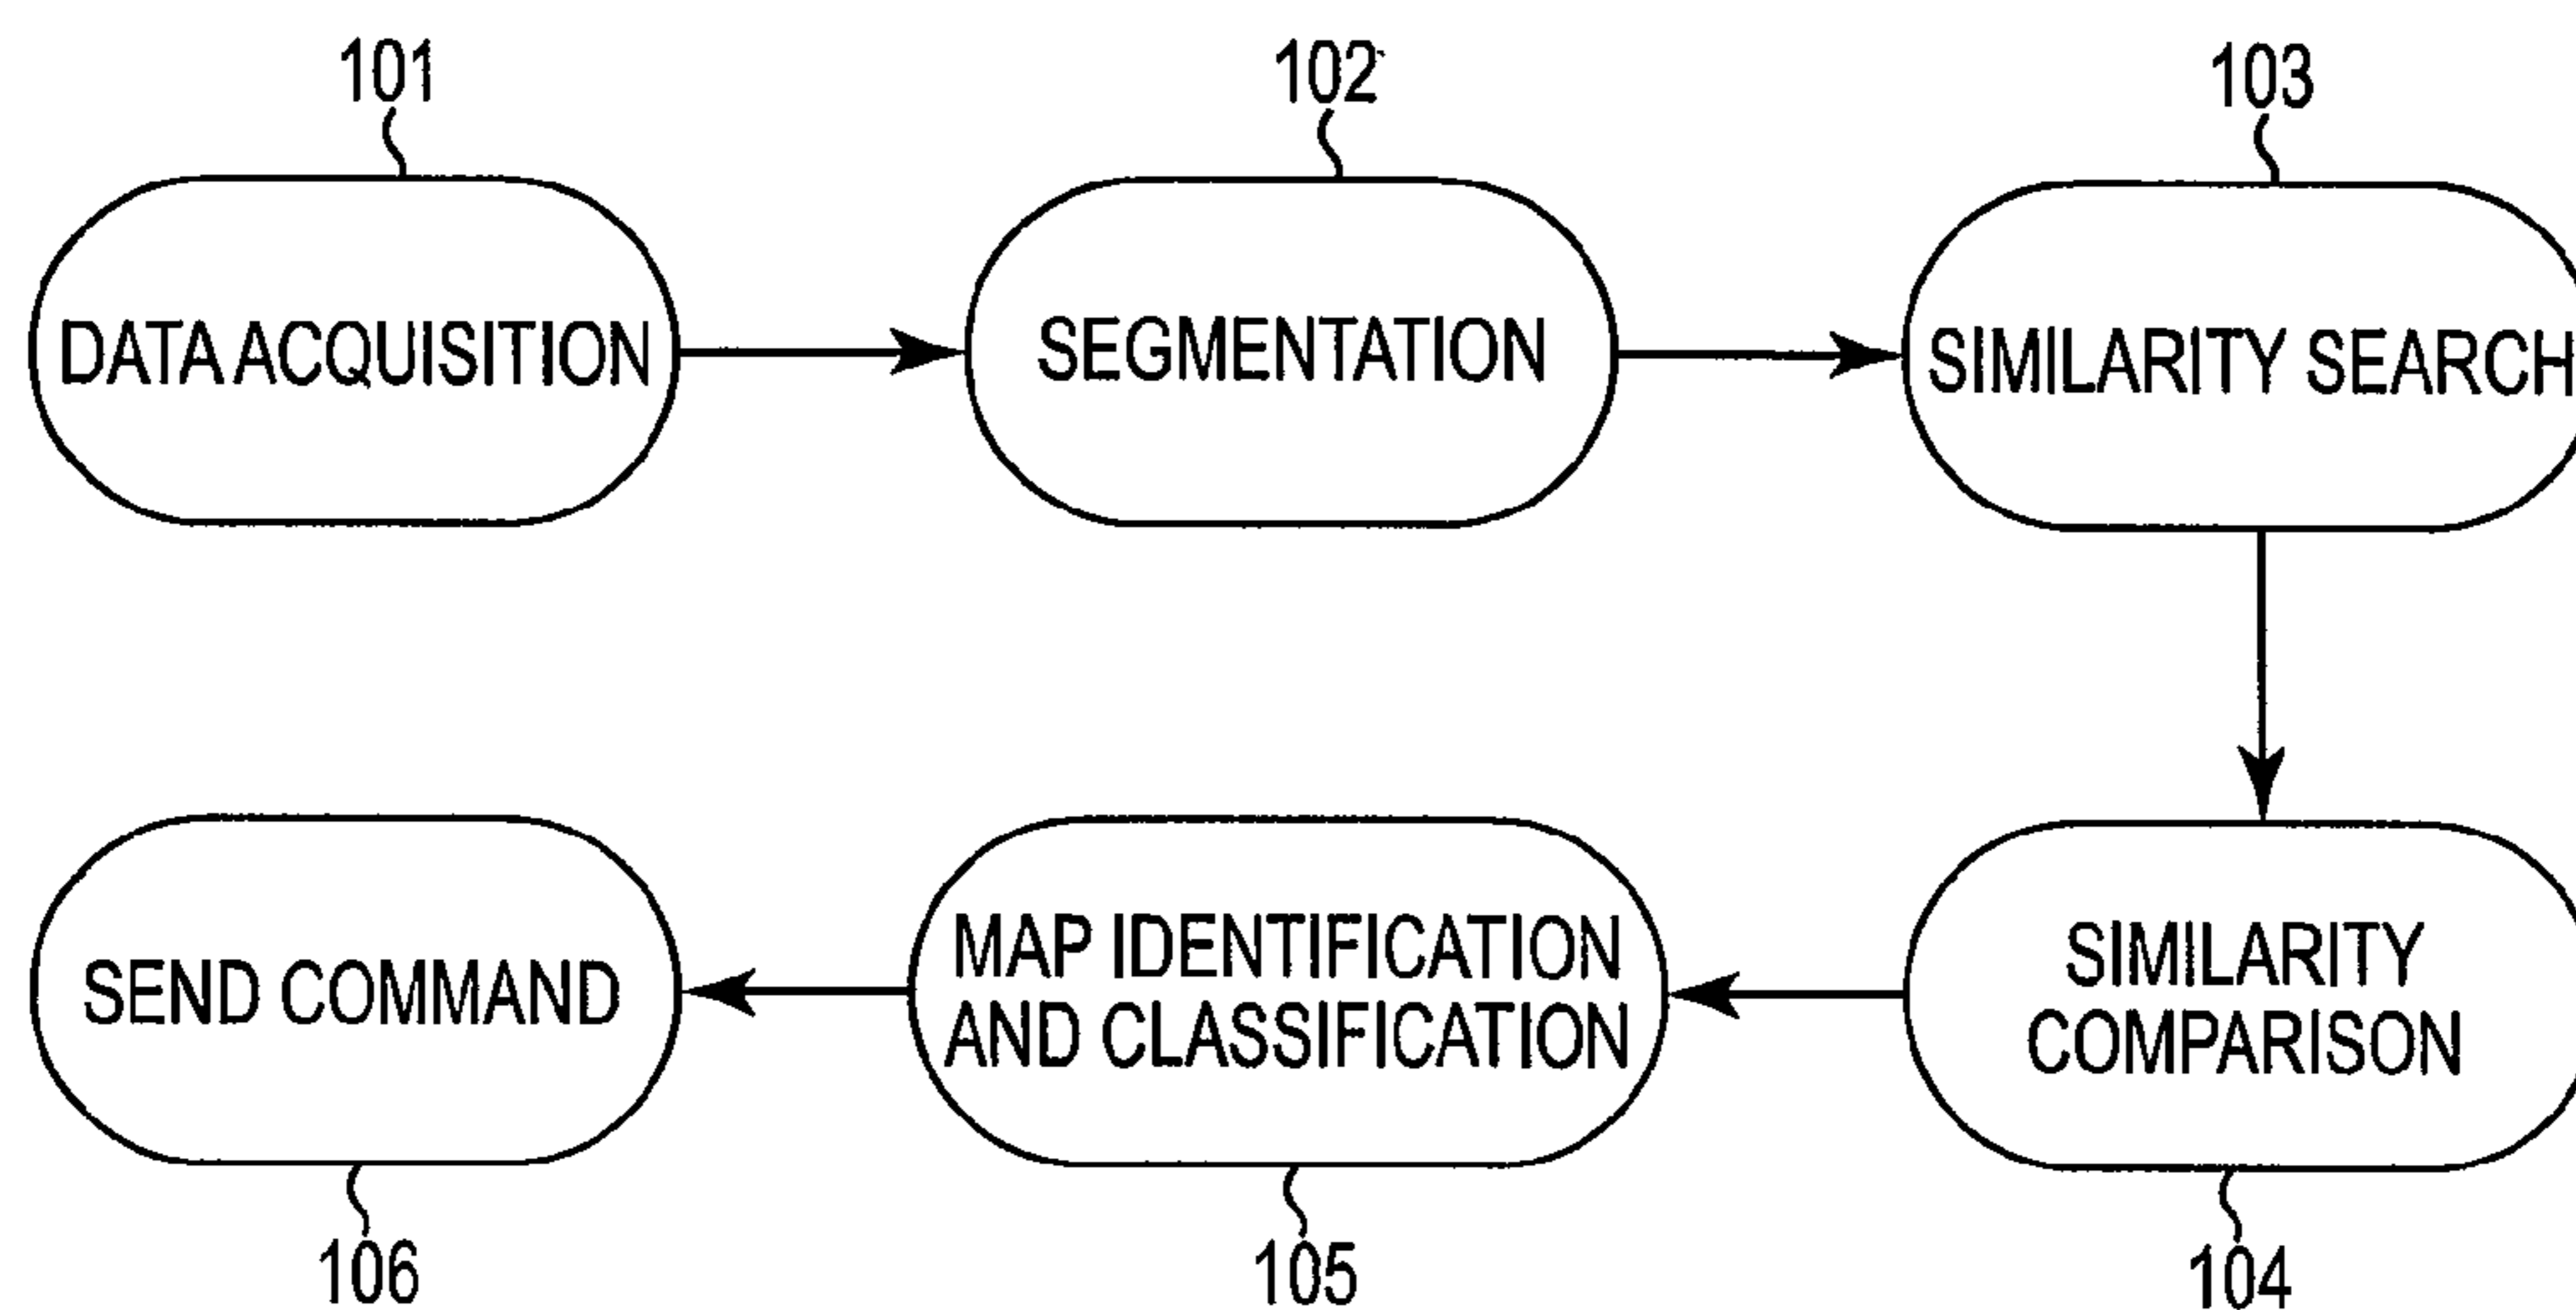 101
102
103
DATA ACQUISITION
SEGMENTATION
SIMILARITY SEARCH
SEND COMMAND
MAP IDENTIFICATION
AND CLASSIFICATION
SIMILARITY
COMPARISON
106
105
104